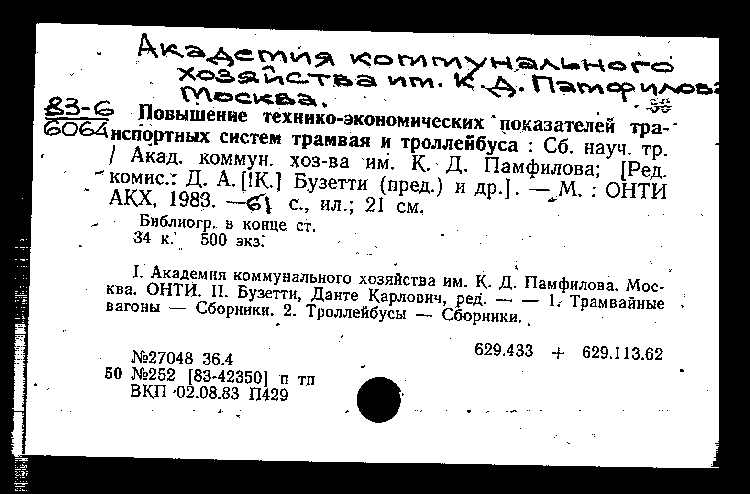 Академия коммунального
хозяйства им. К.Д. Памфилова
Москва.
83-6
6064
Повышение технико-экономических показателей тра-
нспортных систем трамвая и троллейбуса : Сб. науч. тр.
/ Акад. коммун. хоз-ва им. К. Д. Памфилова; [Ред.
комис.: Д. А. [!К.] Бузетти (пред.) и др.]. — М. : ОНТИ
АКХ, 1983. — 61 с., ил.; 21 см.
Библиогр. в конце ст.
34 к. 500 экз.
I. Академия коммунального хозяйства им. К. Д. Памфилова. Мос-
ква. ОНТИ. II. Бузетти, Данте Карлович, ред. — — 1. Трамвайные
вагоны — Сборники. 2. Троллейбусы — Сборники.
629.433 + 629.113.62
№27048 36.4
50 №252 [83-42350] п тп
ВКП 02.08.83 П429